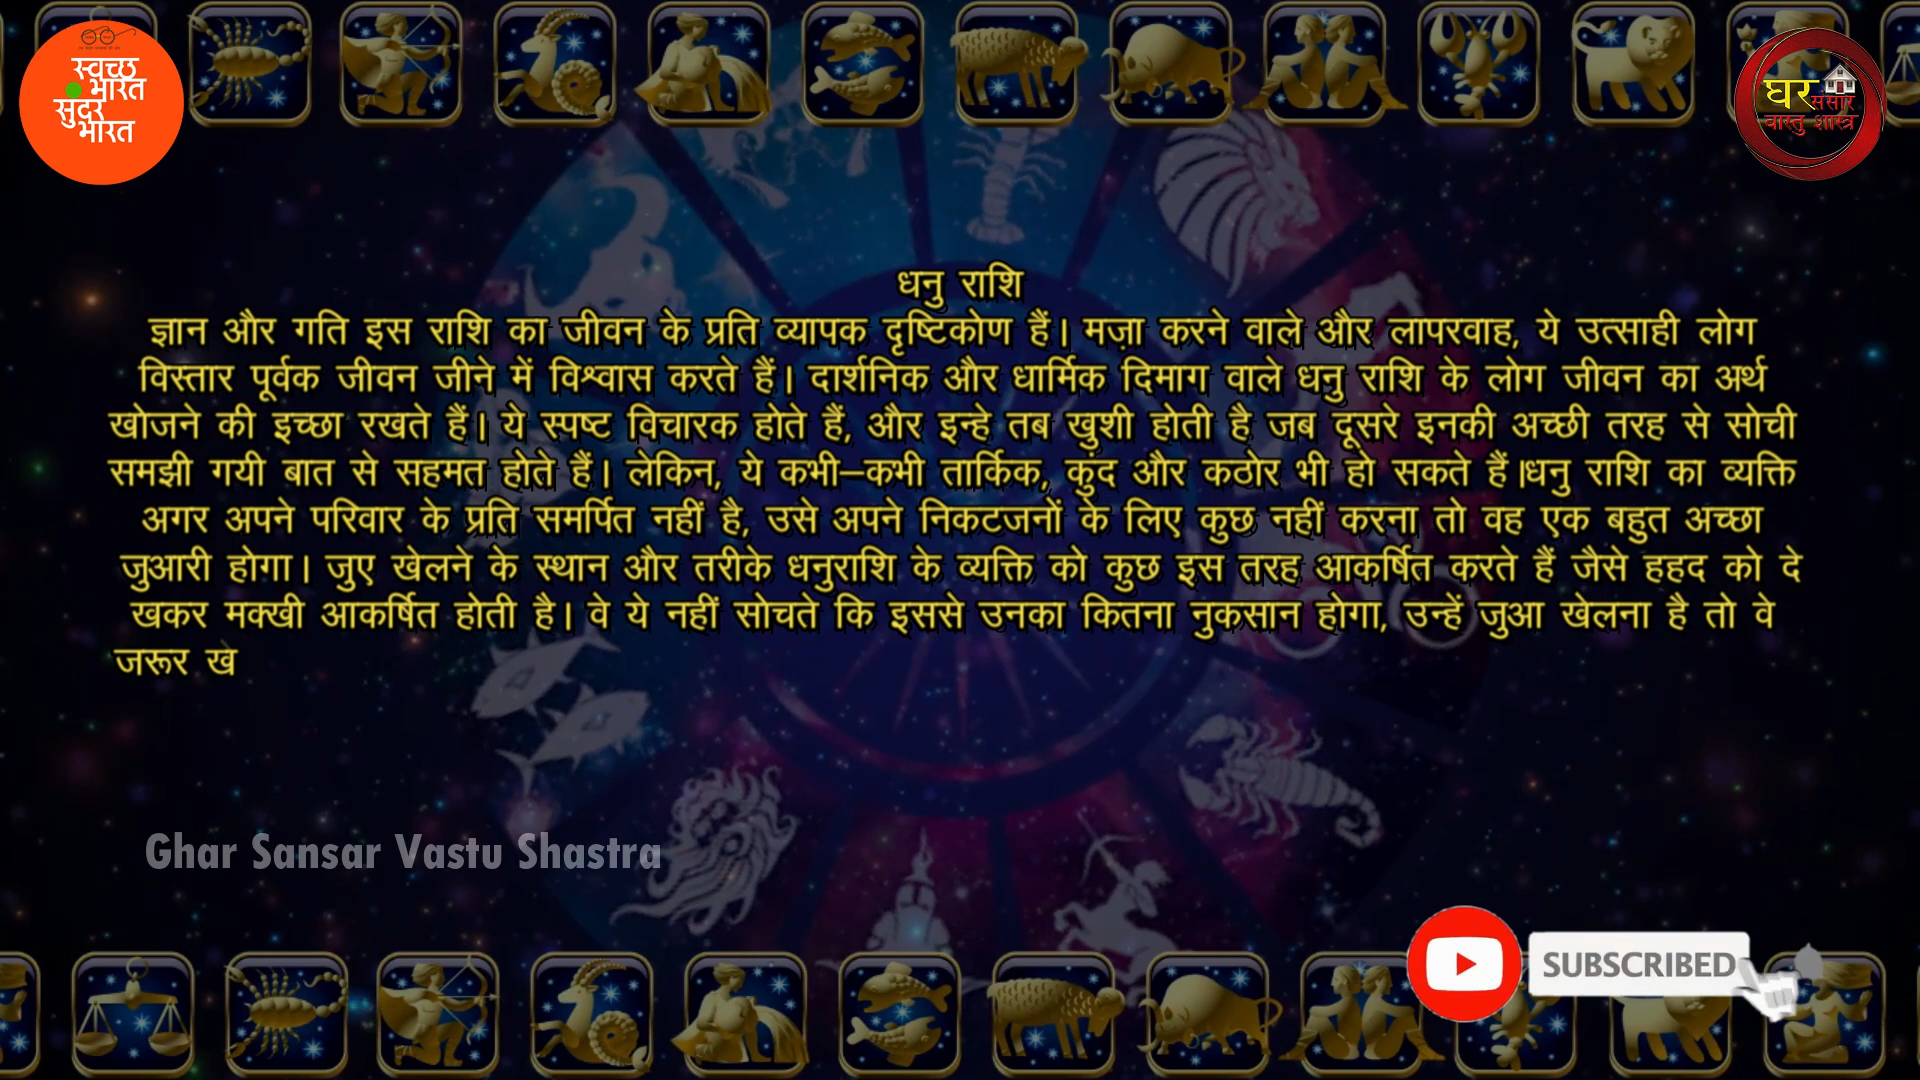 स्वच्छ
भारत
सुंदर
भारत
घर संसार
वास्तु शास्त्र
धनु राशि
ज्ञान और गति इस राशि का जीवन के प्रति व्यापक दृष्टिकोण हैं। मज़ा करने वाले और लापरवाह, ये उत्साही लोग
विस्तार पूर्वक जीवन जीने में विश्वास करते हैं। दार्शनिक और धार्मिक दिमाग वाले धनु राशि के लोग जीवन का अर्थ
खोजने की इच्छा रखते हैं। ये स्पष्ट विचारक होते हैं, और इन्हे तब खुशी होती है जब दूसरे इनकी अच्छी तरह से सोची
समझी गयी बात से सहमत होते हैं। लेकिन, ये कभी–कभी तार्किक, कुंद और कठोर भी हो सकते हैं।धनु राशि का व्यक्ति
अगर अपने परिवार के प्रति समर्पित नहीं है, उसे अपने निकटजनों के लिए कुछ नहीं करना तो वह एक बहुत अच्छा
जुआरी होगा। जुए खेलने के स्थान और तरीके धनुराशि के व्यक्ति को कुछ इस तरह आकर्षित करते हैं जैसे हहद को दे
खकर मक्खी आकर्षित होती है। वे ये नहीं सोचते कि इससे उनका कितना नुकसान होगा, उन्हें जुआ खेलना है तो वे
जरूर खे
Ghar Sansar Vastu Shastra
SUBSCRIBED